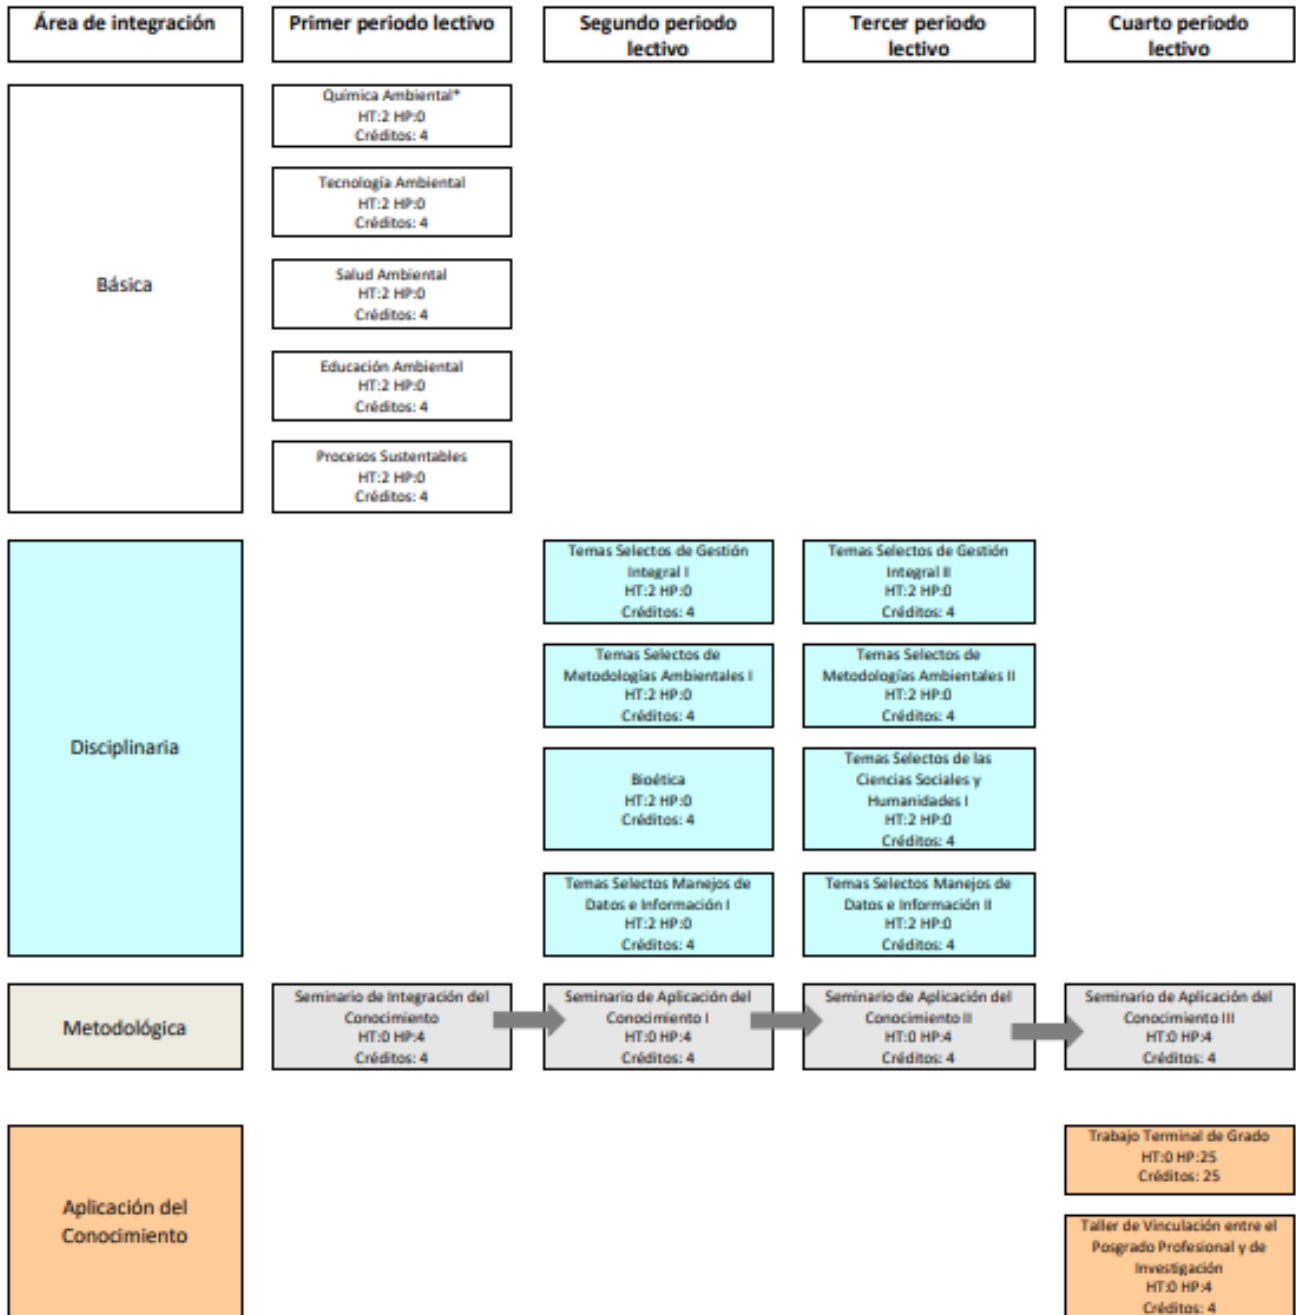 Área de integración
Primer periodo lectivo
Segundo periodo
lectivo
Tercer periodo
lectivo
Cuarto periodo
lectivo
Básica
Química Ambiental*
HT:2 HP:0
Créditos: 4
Tecnología Ambiental
HT:2 HP:0
Créditos: 4
Salud Ambiental
HT:2 HP:0
Créditos: 4
Educación Ambiental
HT:2 HP:0
Créditos: 4
Procesos Sustentables
HT:2 HP:0
Créditos: 4
Disciplinaria
Temas Selectos de Gestión
Integral I
HT:2 HP:0
Créditos: 4
Temas Selectos de Gestión
Integral II
HT:2 HP:0
Créditos: 4
Temas Selectos de
Metodologías Ambientales I
HT:2 HP:0
Créditos: 4
Temas Selectos de
Metodologías Ambientales II
HT:2 HP:0
Créditos: 4
Bioética
HT:2 HP:0
Créditos: 4
Temas Selectos de las
Ciencias Sociales y
Humanidades I
HT:2 HP:0
Créditos: 4
Temas Selectos Manejos de
Datos e Información I
HT:2 HP:0
Créditos: 4
Temas Selectos Manejos de
Datos e Información II
HT:2 HP:0
Créditos: 4
Metodológica
Seminario de Integración del
Conocimiento
HT:0 HP:4
Créditos: 4
Seminario de Aplicación del
Conocimiento I
HT:0 HP:4
Créditos: 4
Seminario de Aplicación del
Conocimiento II
HT:0 HP:4
Créditos: 4
Seminario de Aplicación del
Conocimiento III
HT:0 HP:4
Créditos: 4
Aplicación del
Conocimiento
Trabajo Terminal de Grado
HT:0 HP:25
Créditos: 25
Taller de Vinculación entre el
Posgrado Profesional y de
Investigación
HT:0 HP:4
Créditos: 4